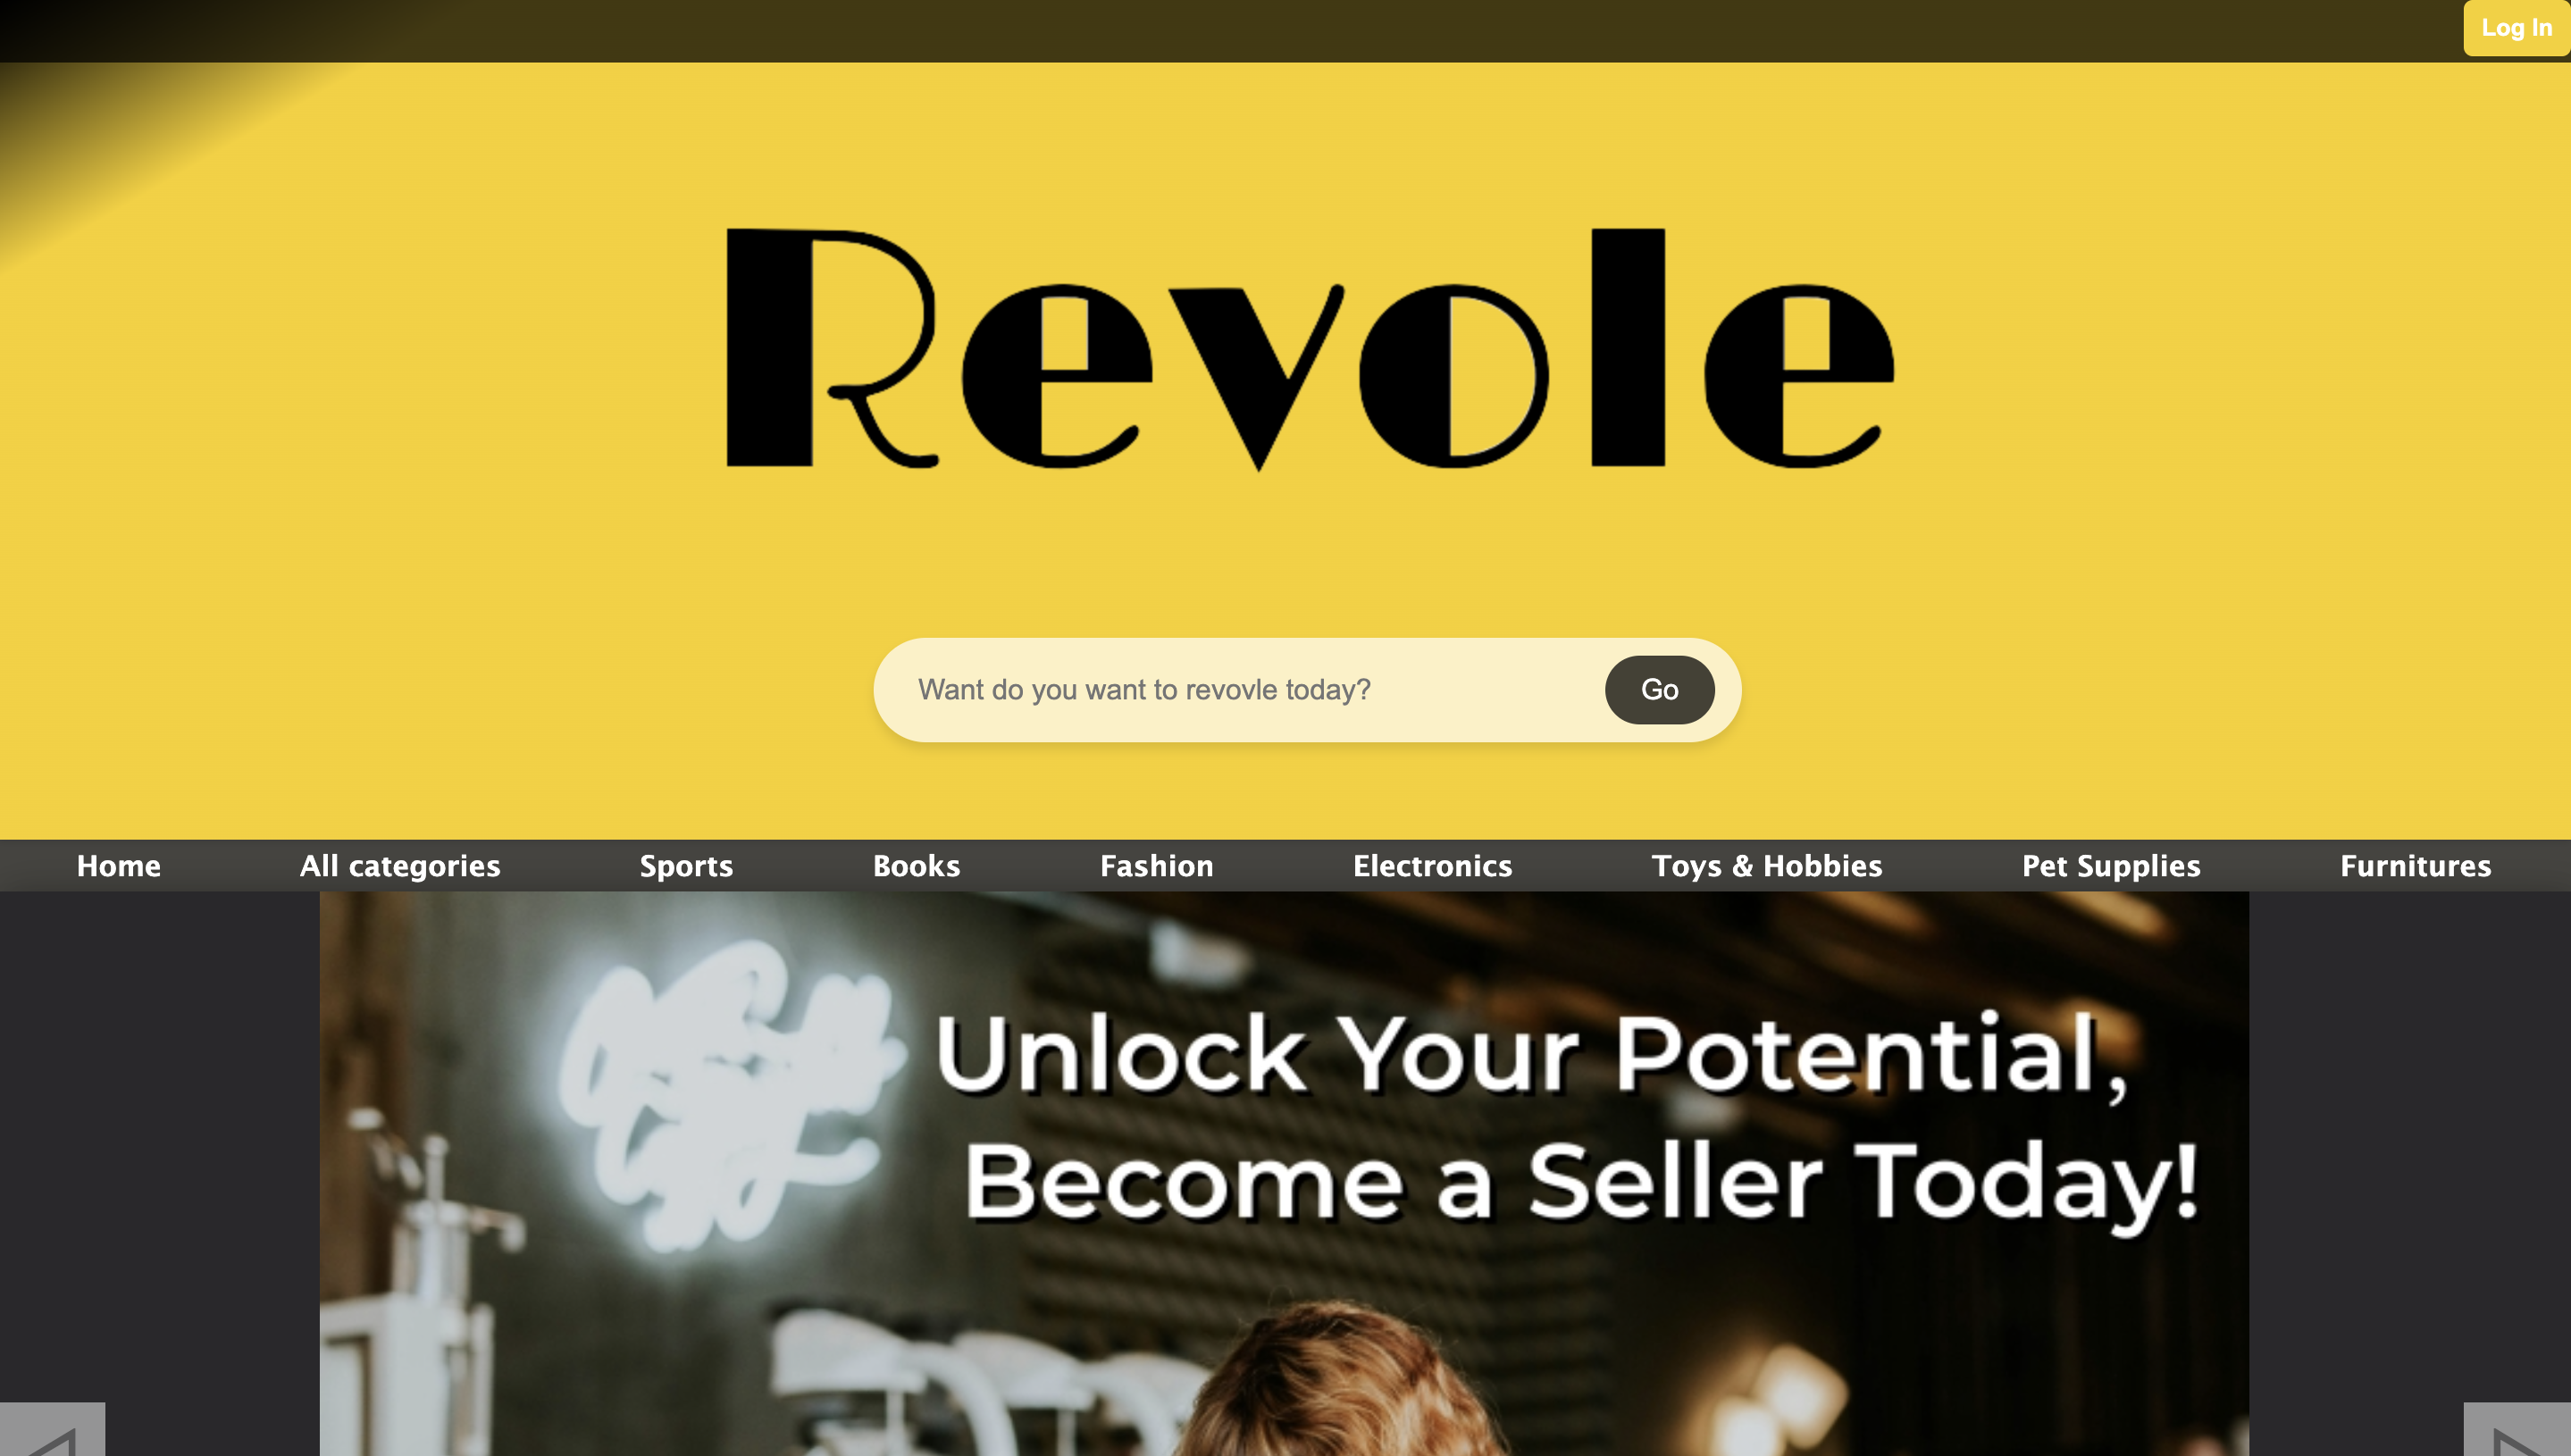 Log In
Revole
Want do you want to revovle today?
Go
Home All categories Sports Books Fashion Electronics Toys & Hobbies Pet Supplies Furnitures
Unlock Your Potential,
Become a Seller Today!